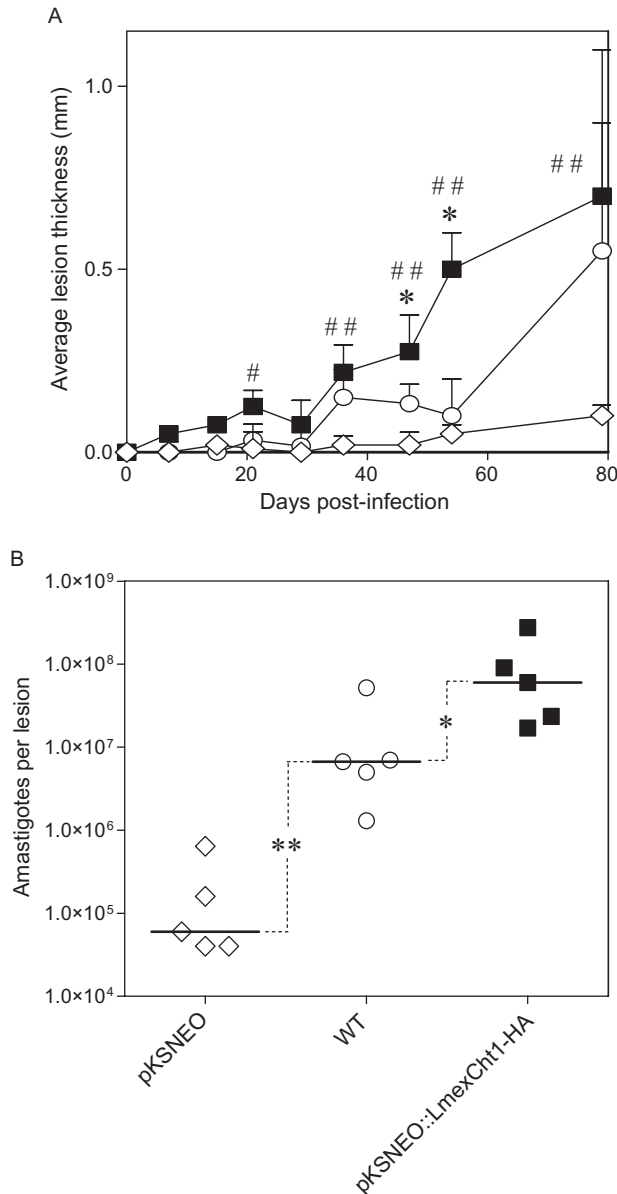 A
Average lesion thickness (mm)
1.0
0.5
0.0
# ## ## * ## * ##
0 20 40 60 80
Days post-infection
B
Amastigotes per lesion
1.0×10⁹
1.0×10⁸
1.0×10⁷
1.0×10⁶
1.0×10⁵
1.0×10⁴
**
*
pKSNEO
WT
pKSNEO::LmexCht1-HA